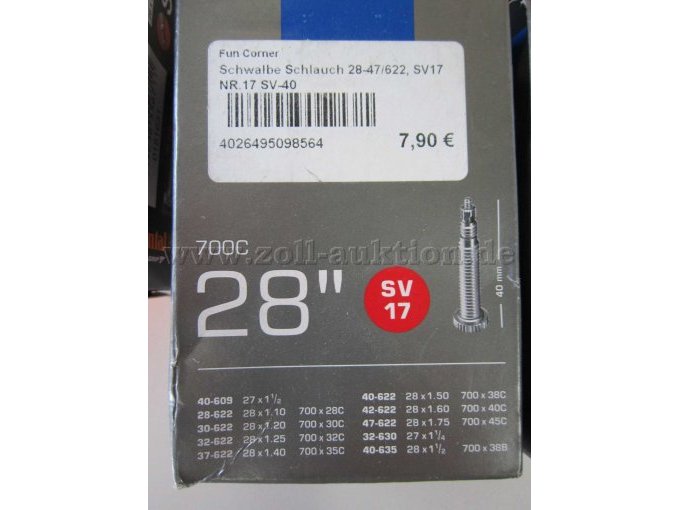 Fun Corner
Schwalbe Schlauch 28-47/622, SV17
NR.17 SV-40
4026495098564 7,90 €
www.zoll-auktion.de
700C
28"
SV
17
40 mm
40-609 27 x 1 1/2
28-622 28 x 1.10 700 x 28C
30-622 28 x 1.20 700 x 30C
32-622 28 x 1.25 700 x 32C
37-622 28 x 1.40 700 x 35C
40-622 28 x 1.50 700 x 38C
42-622 28 x 1.60 700 x 40C
47-622 28 x 1.75 700 x 45C
32-630 27 x 1 1/4
40-635 28 x 1 1/2 700 x 38B